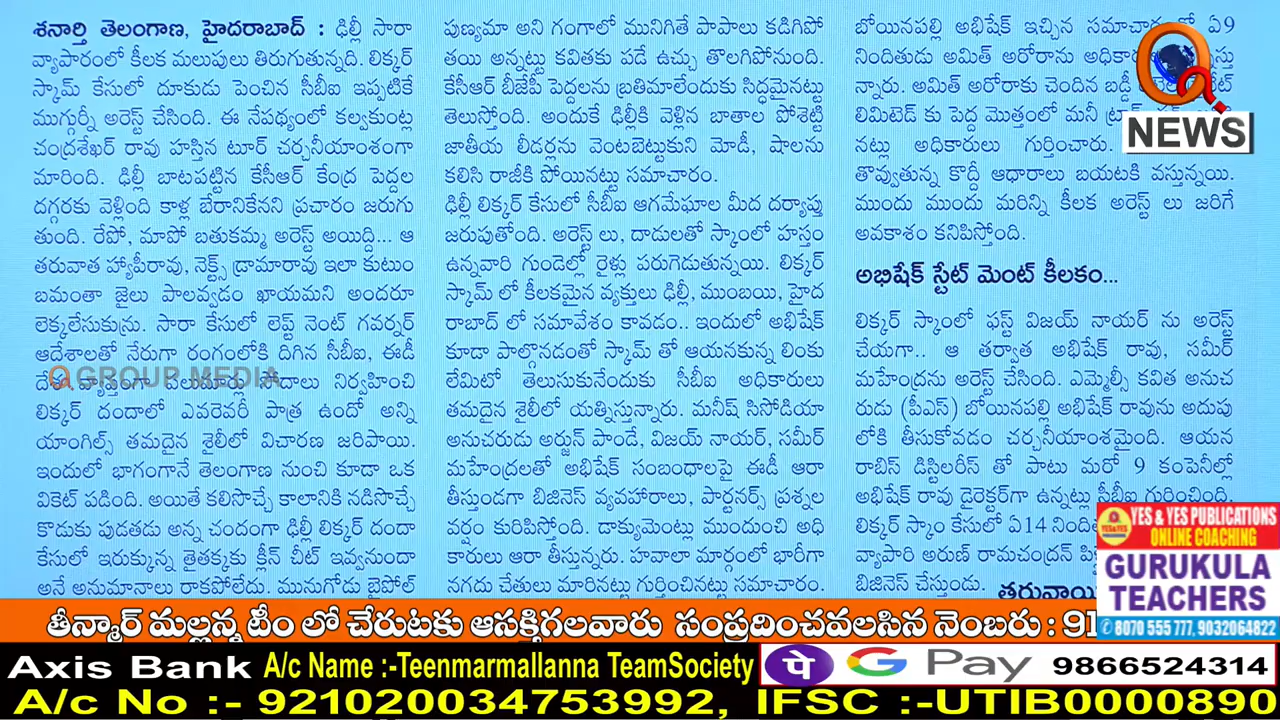 శనార్తి తెలంగాణ, హైదరాబాద్ : ఢిల్లీ సారా
వ్యాపారంలో కీలక మలుపులు తిరుగుతున్నది. లిక్కర్
స్కామ్ కేసులో దూకుడు పెంచిన సీబీఐ ఇప్పటికే
ముగ్గుర్నీ అరెస్ట్ చేసింది. ఈ నేపథ్యంలో కల్వకుంట్ల
చంద్రశేఖర్ రావు హస్తిన టూర్ చర్చనీయాంశంగా
మారింది. ఢిల్లీ బాటపట్టిన కేసీఆర్ కేంద్ర పెద్దల
దగ్గరకు వెళ్లింది కాళ్ల బేరానికేనని ప్రచారం జరుగు
తుంది. రేపో, మాపో బతుకమ్మ అరెస్ట్ అయిద్ది... ఆ
తరువాత హ్యాపీరావు, నెక్ట్స్ డ్రామారావు ఇలా కుటుం
బమంతా జైలు పాలవ్వడం ఖాయమని అందరూ
లెక్కలేసుకుంన్రు. సారా కేసులో లెఫ్ట్ నెంట్ గవర్నర్
ఆదేశాలతో నేరుగా రంగంలోకి దిగిన సీబీఐ, ఈడీ
సోదాలు నిర్వహించి
లిక్కర్ దందాలో ఎవరెవరి పాత్ర ఉందో అన్ని
యాంగిల్స్ తమదైన శైలిలో విచారణ జరిపాయి.
ఇందులో భాగంగానే తెలంగాణ నుంచి కూడా ఒక
వికెట్ పడింది. అయితే కలిసొచ్చే కాలానికి నడిసొచ్చే
కొడుకు పుడతడు అన్న చందంగా ఢిల్లీ లిక్కర్ దందా
కేసులో ఇరుక్కున్న తైతక్కకు క్లీన్ చీట్ ఇవ్వనుందా
అనే అనుమానాలు రాకపోలేదు. మునుగోడు బైపోల్
పుణ్యమా అని గంగాలో మునిగితే పాపాలు కడిగిపో
తయి అన్నట్టు కవితకు పడే ఉచ్చు తొలగిపోనుంది.
కేసీఆర్ బీజేపీ పెద్దలను బ్రతిమాలేందుకు సిద్ధమైనట్టు
తెలుస్తోంది. అందుకే ఢిల్లీకి వెళ్లిన బాతాల పోశెట్టి
జాతీయ లీడర్లను వెంటబెట్టుకుని మోడీ, షాలను
కలిసి రాజీకి పోయినట్టు సమాచారం.
ఢిల్లీ లిక్కర్ కేసులో సీబీఐ ఆగమేఘాల మీద దర్యాప్తు
జరుపుతోంది. అరెస్ట్ లు, దాడులతో స్కాంలో హస్తం
ఉన్నవారి గుండెల్లో రైళ్లు పరుగెడుతున్నయి. లిక్కర్
స్కామ్ లో కీలకమైన వ్యక్తులు ఢిల్లీ, ముంబయి, హైద
రాబాద్ లో సమావేశం కావడం.. ఇందులో అభిషేక్
కూడా పాల్గొనడంతో స్కామ్ తో ఆయనకున్న లింకు
లేమిటో తెలుసుకునేందుకు సీబీఐ అధికారులు
తమదైన శైలీలో యత్నిస్తున్నారు. మనీష్ సిసోడియా
అనుచరుడు అర్జున్ పాండే, విజయ్ నాయర్, సమీర్
మహేంద్రలతో అభిషేక్ సంబంధాలపై ఈడీ ఆరా
తీస్తుండగా బిజినెస్ వ్యవహారాలు, పార్టనర్స్ ప్రశ్నల
వర్షం కురిపిస్తోంది. డాక్యుమెంట్లు ముందుంచి అధి
కారులు ఆరా తీస్తున్నరు. హవాలా మార్గంలో భారీగా
నగదు చేతులు మారినట్టు గుర్తించినట్టు సమాచారం.
బోయినపల్లి అభిషేక్ ఇచ్చిన ఏ9
నిందితుడు అమిత్ అరోరాను
న్నారు. అమిత్ అరోరాకు చెందిన బడ్డీ
లిమిటెడ్ కు పెద్ద మొత్తంలో మనీ
నట్లు అధికారులు గుర్తించారు.
తొవ్వుతున్న కొద్దీ ఆధారాలు బయటకి వస్తున్నయి.
ముందు ముందు మరిన్ని కీలక అరెస్ట్ లు జరిగే
అవకాశం కనిపిస్తోంది.
అభిషేక్ స్టేట్ మెంట్ కీలకం...
లిక్కర్ స్కాంలో ఫస్ట్ విజయ్ నాయర్ ను అరెస్ట్
చేయగా.. ఆ తర్వాత అభిషేక్ రావు, సమీర్
మహేంద్రను అరెస్ట్ చేసింది. ఎమ్మెల్సీ కవిత అనుచ
రుడు (పీఎస్) బోయినపల్లి అభిషేక్ రావును అదుపు
లోకి తీసుకోవడం చర్చనీయాంశమైంది. ఆయన
రాబిస్ డిస్టిలరీస్ తో పాటు మరో 9 కంపెనీల్లో
అభిషేక్ రావు డైరెక్టర్‌గా ఉన్నట్లు సీబీఐ గుర్తించింది.
లిక్కర్ స్కాం కేసులో ఏ14
వ్యాపారి అరుణ్ రామచంద్రన్
బిజినెస్ చేస్తుండు.
Q NEWS
Q GROUP MEDIA
YES & YES PUBLICATIONS
ONLINE COACHING
GURUKULA
TEACHERS
8070 555 777, 9032064822
తీన్మార్ మల్లన్న టీం లో చేరుటకు ఆసక్తిగలవారు సంప్రదించవలసిన నెంబరు : 91
Axis Bank A/c Name :-Teenmarmallanna TeamSociety G Pay 9866524314
A/c No :- 921020034753992, IFSC :-UTIB0000890